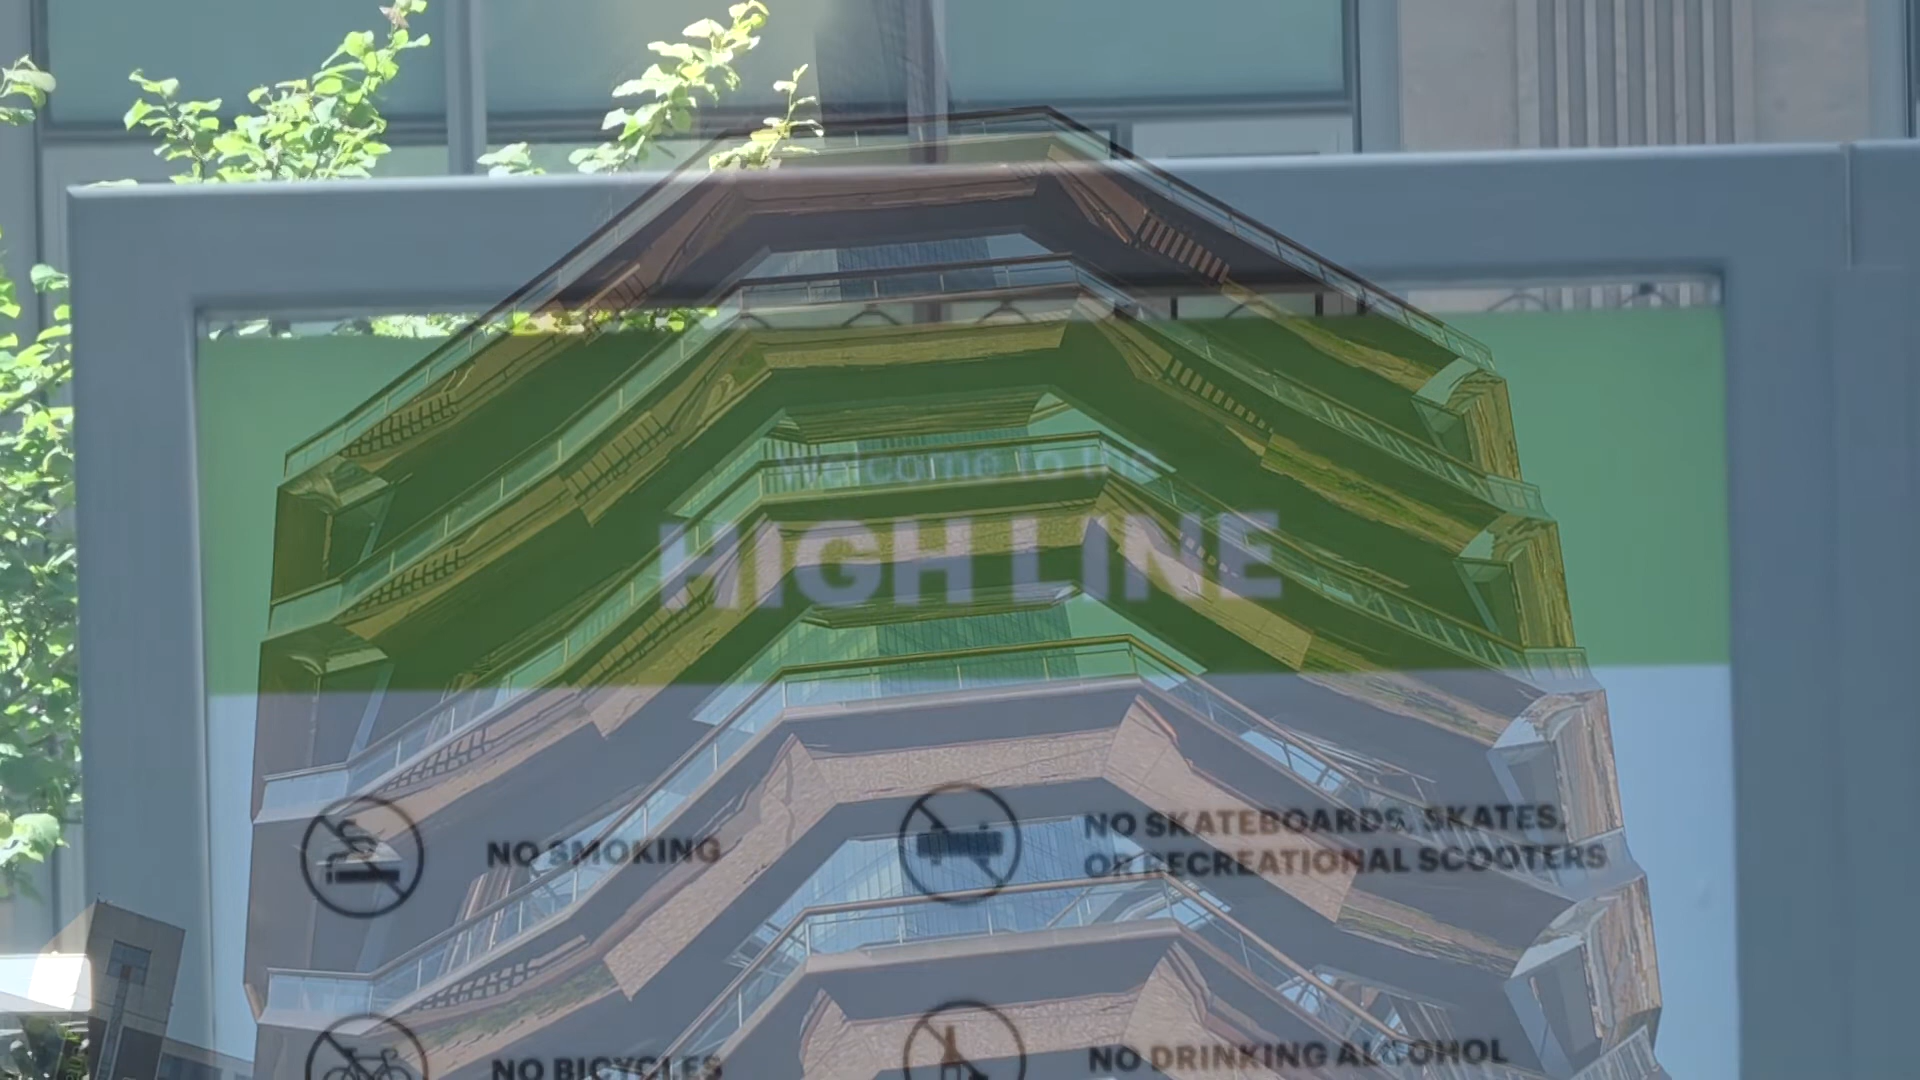 Welcome to the
HIGH LINE
NO SMOKING
NO SKATEBOARDS, SKATES,
OR RECREATIONAL SCOOTERS
NO BICYCLES
NO DRINKING ALCOHOL